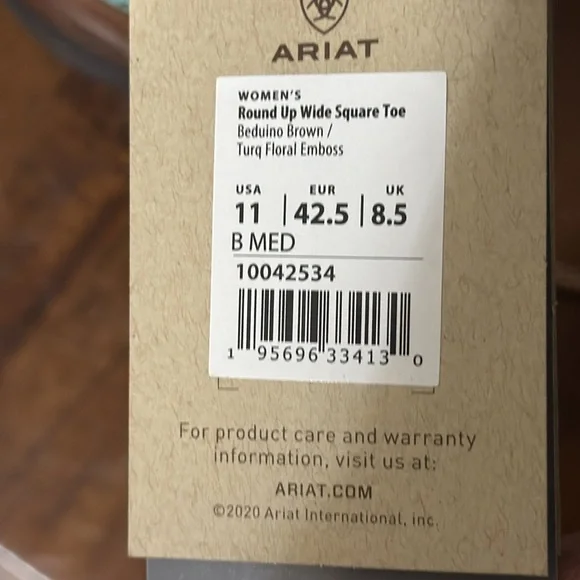 ARIAT
WOMEN'S
Round Up Wide Square Toe
Beduino Brown /
Turq Floral Emboss
USA EUR UK
11 | 42.5 | 8.5
B MED
10042534
1 95696 33413 0
For product care and warranty
information, visit us at:
ARIAT.COM
©2020 Ariat International, inc.